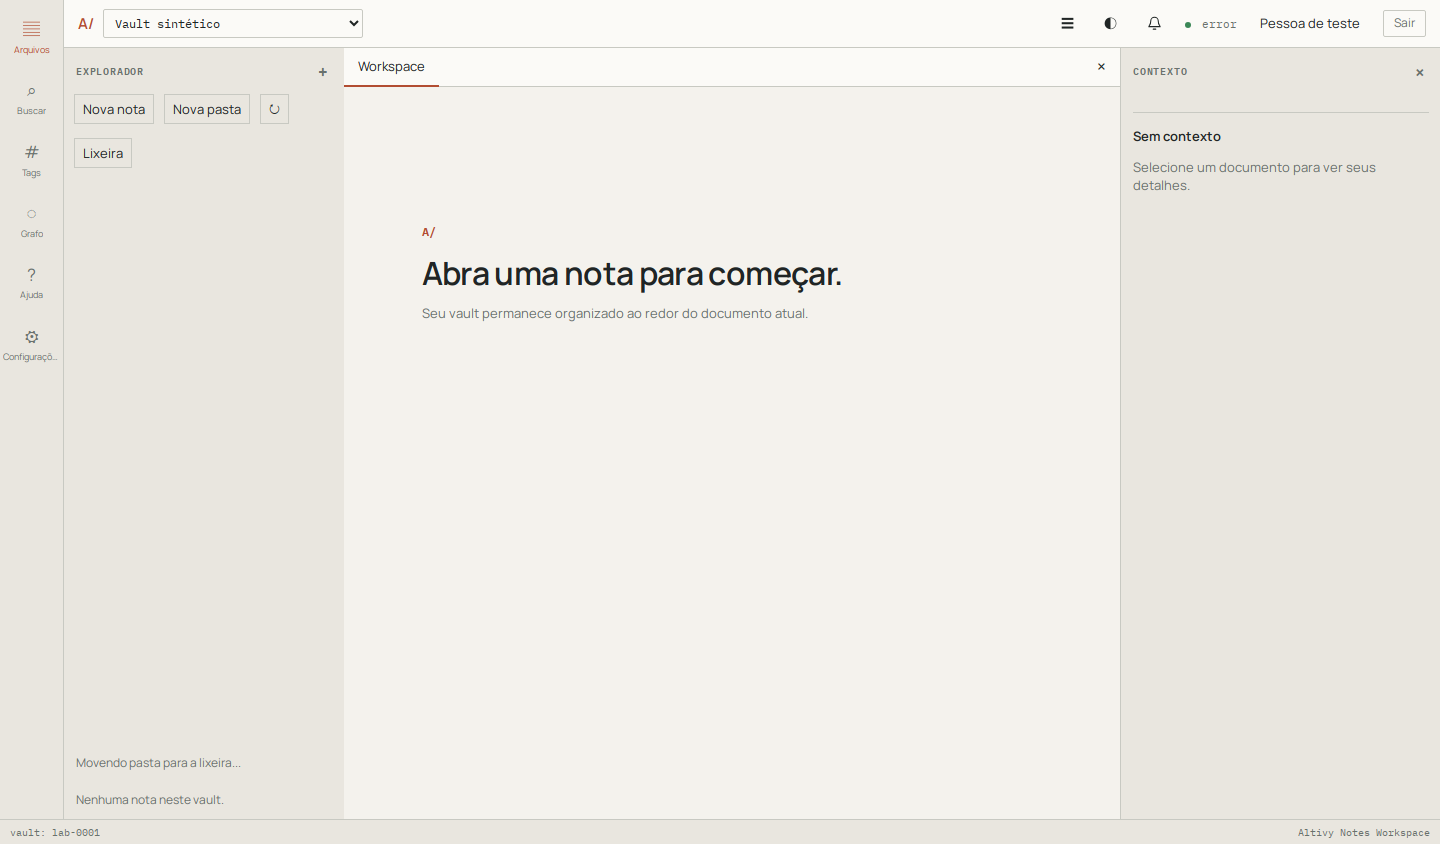 Arquivos
Buscar
# Tags
Grafo
? Ajuda
Configuraçõ...
A/ Vault sintético
error Pessoa de teste Sair
EXPLORADOR +
Nova nota Nova pasta
Lixeira
Movendo pasta para a lixeira...
Nenhuma nota neste vault.
Workspace ×
A/
Abra uma nota para começar.
Seu vault permanece organizado ao redor do documento atual.
CONTEXTO ×
Sem contexto
Selecione um documento para ver seus
detalhes.
vault: lab-0001 Altivy Notes Workspace